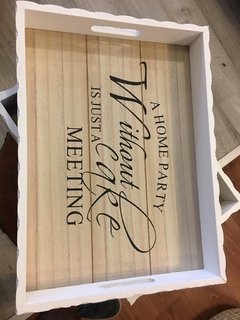 A HOME PARTY
Without
cake
IS JUST A
MEETING